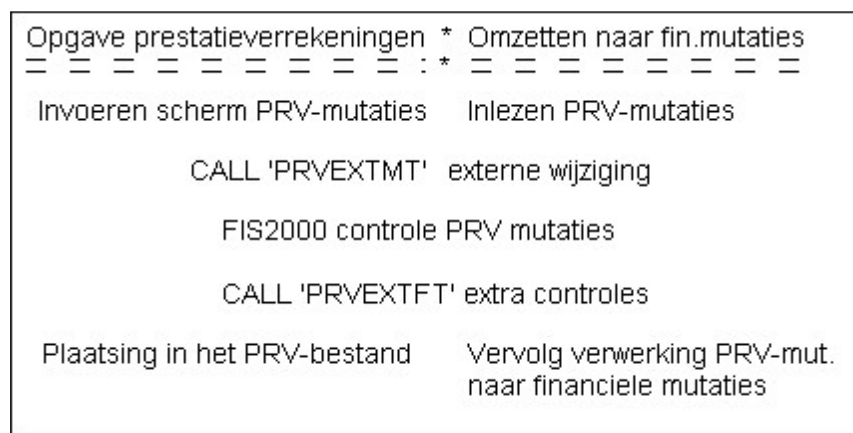 Opgave prestatieverrekeningen * Omzetten naar fin.mutaties
= = = = = = = = = : * = = = = = = = =
Invoeren scherm PRV-mutaties Inlezen PRV-mutaties
CALL 'PRVEXTMT' externe wijziging
FIS2000 controle PRV mutaties
CALL 'PRVEXTFT' extra controles
Plaatsing in het PRV-bestand Vervolg verwerking PRV-mut.
naar financiele mutaties